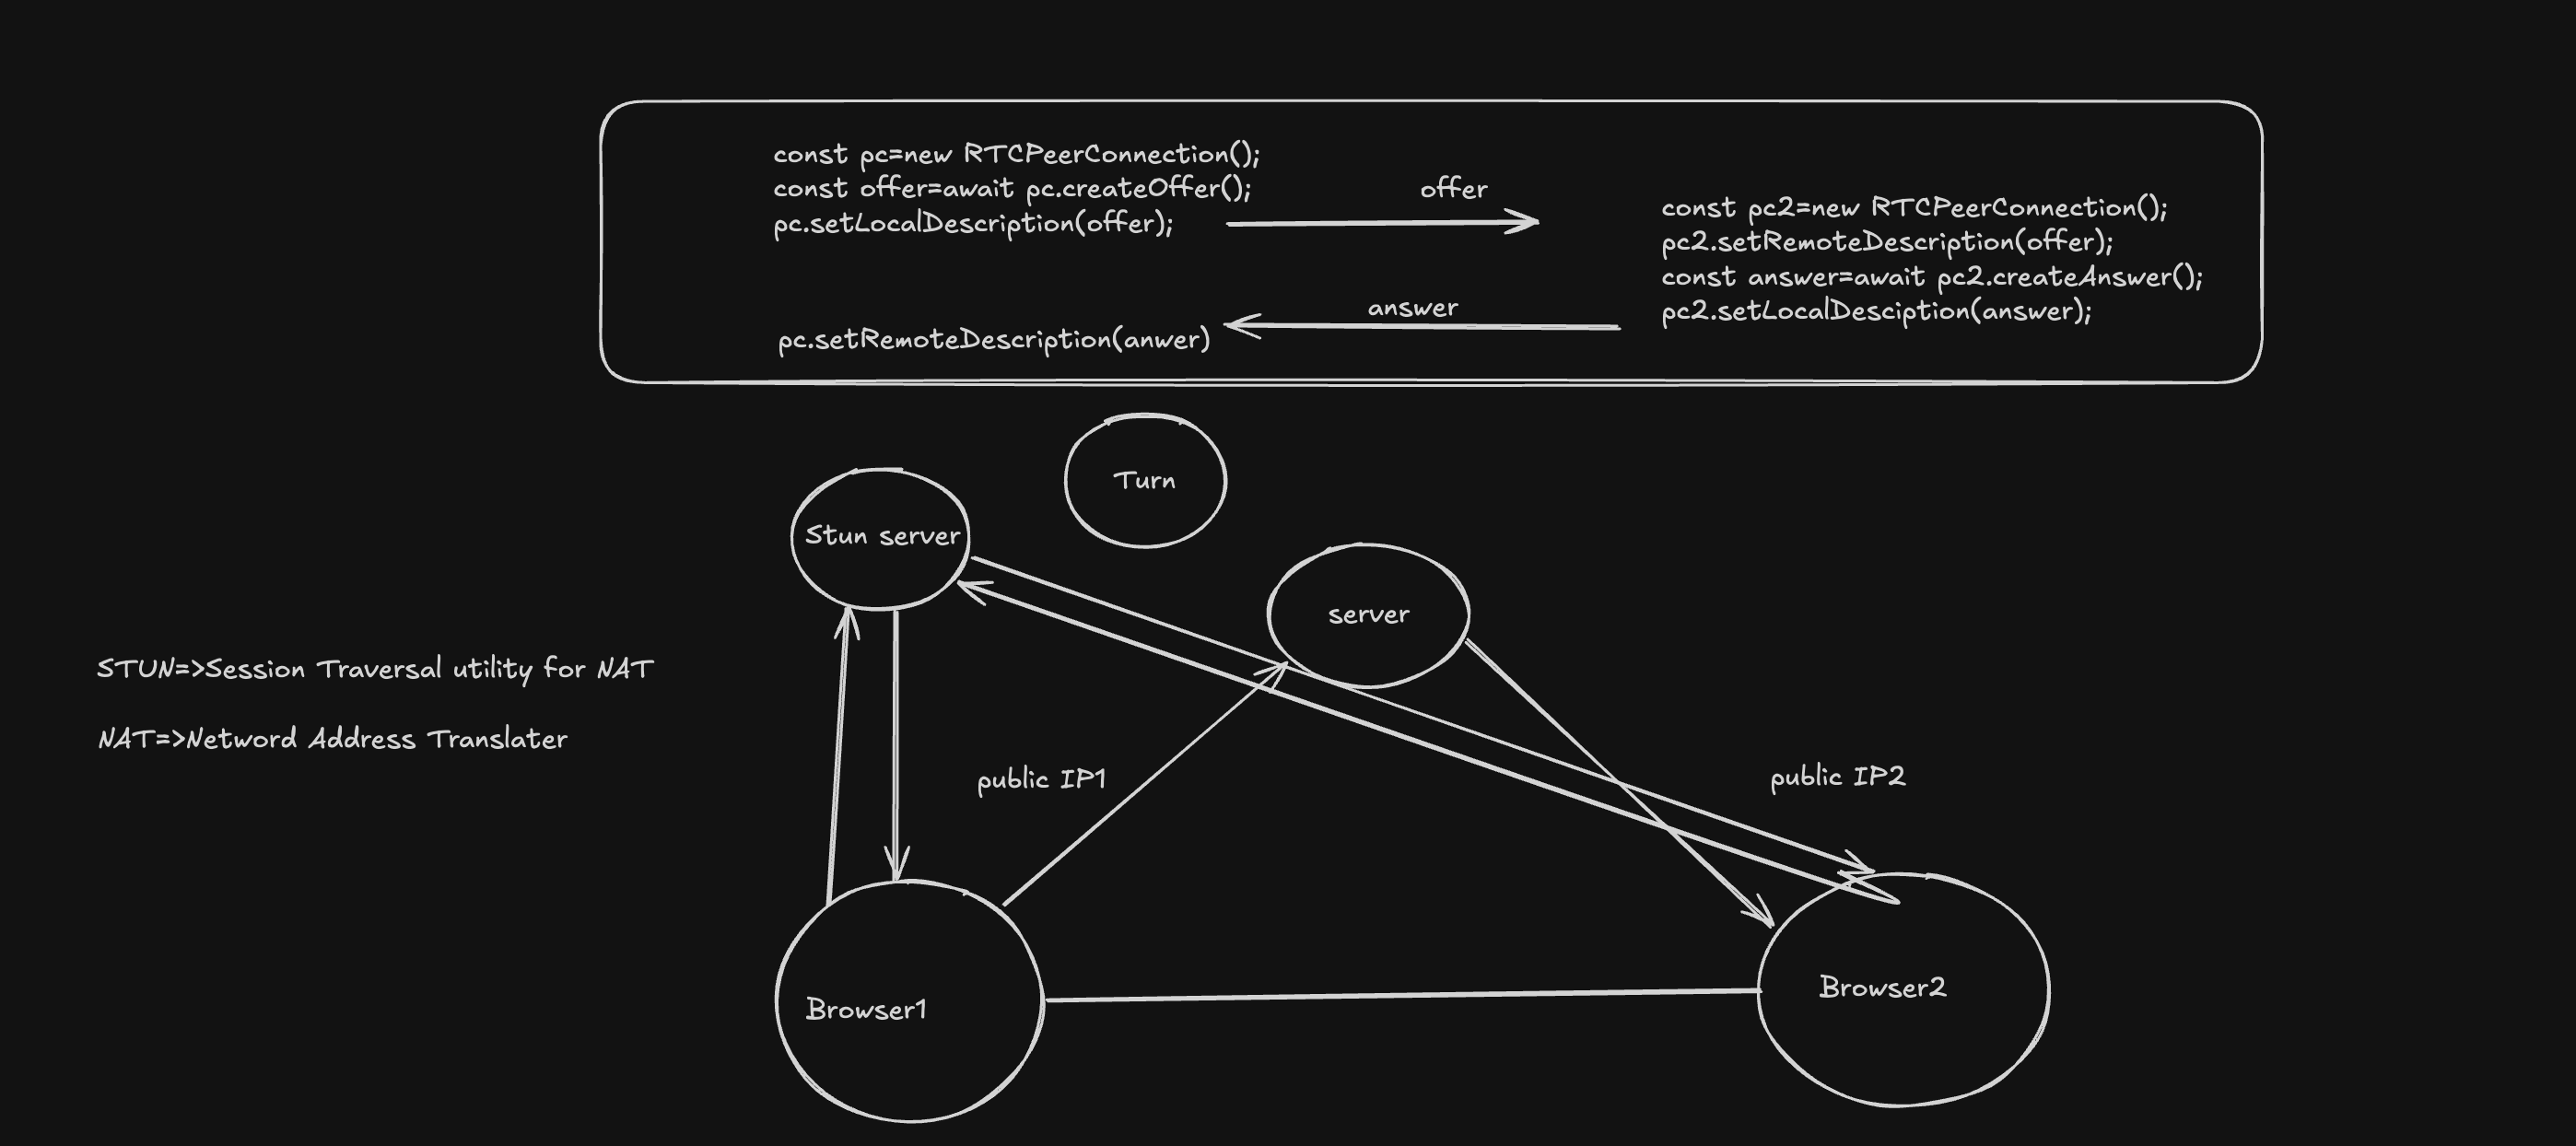 const pc=new RTCPeerConnection();
const offer=await pc.createOffer();
pc.setLocalDescription(offer);
offer
const pc2=new RTCPeerConnection();
pc2.setRemoteDescription(offer);
const answer=await pc2.createAnswer();
pc2.setLocalDesciption(answer);
answer
pc.setRemoteDescription(anwer)
Turn
Stun server
server
STUN=>Session Traversal utility for NAT
NAT=>Netword Address Translater
public IP1
public IP2
Browser1
Browser2